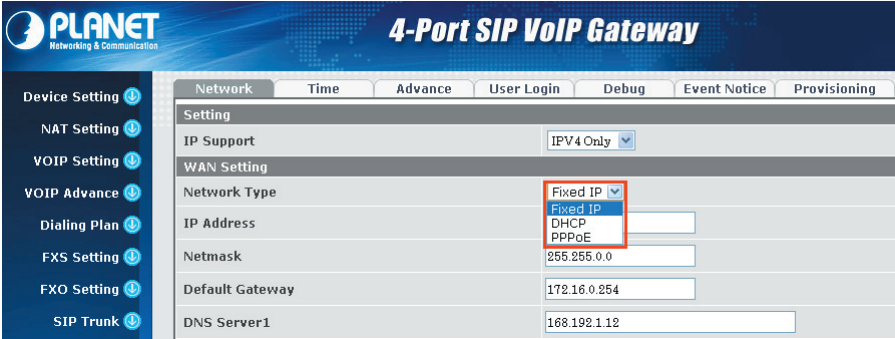 PLANET
Networking & Communication
4-Port SIP VoIP Gateway
Device Setting
NAT Setting
VOIP Setting
VOIP Advance
Dialing Plan
FXS Setting
FXO Setting
SIP Trunk
Network Time Advance User Login Debug Event Notice Provisioning
Setting
IP Support IPV4 Only
WAN Setting
Network Type Fixed IP
Fixed IP
DHCP
PPPoE
IP Address
Netmask 255.255.0.0
Default Gateway 172.16.0.254
DNS Server1 168.192.1.12